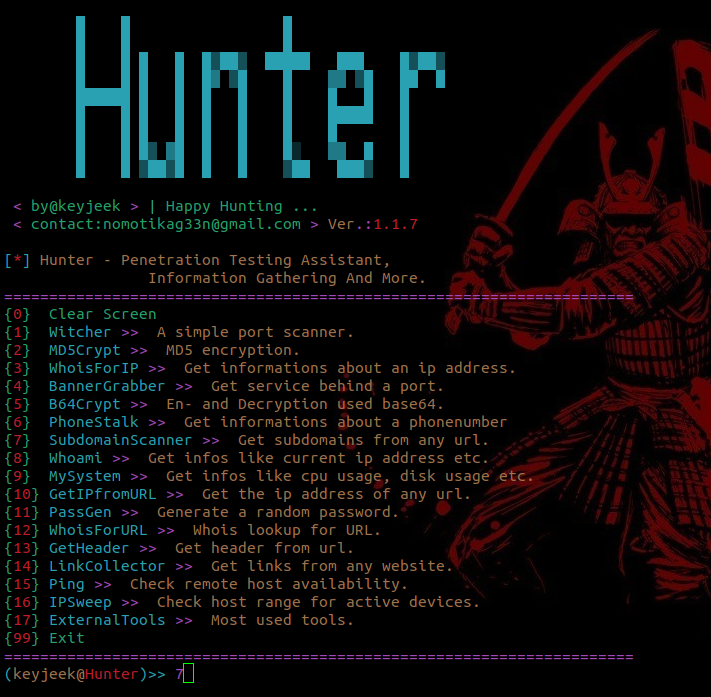 Hunter
< by@keyjeek > | Happy Hunting ...
< contact:nomotikag33n@gmail.com > Ver.:1.1.7
[*] Hunter - Penetration Testing Assistant,
Information Gathering And More.
======================================================================
{0} Clear Screen
{1} Witcher >> A simple port scanner.
{2} MD5Crypt >> MD5 encryption.
{3} WhoisForIP >> Get informations about an ip address.
{4} BannerGrabber >> Get service behind a port.
{5} B64Crypt >> En- and Decryption used base64.
{6} PhoneStalk >> Get informations about a phonenumber
{7} SubdomainScanner >> Get subdomains from any url.
{8} Whoami >> Get infos like current ip address etc.
{9} MySystem >> Get infos like cpu usage, disk usage etc.
{10} GetIPfromURL >> Get the ip address of any url.
{11} PassGen >> Generate a random password.
{12} WhoisForURL >> Whois lookup for URL.
{13} GetHeader >> Get header from url.
{14} LinkCollector >> Get links from any website.
{15} Ping >> Check remote host availability.
{16} IPSweep >> Check host range for active devices.
{17} ExternalTools >> Most used tools.
{99} Exit
======================================================================
(keyjeek@Hunter)>> 7